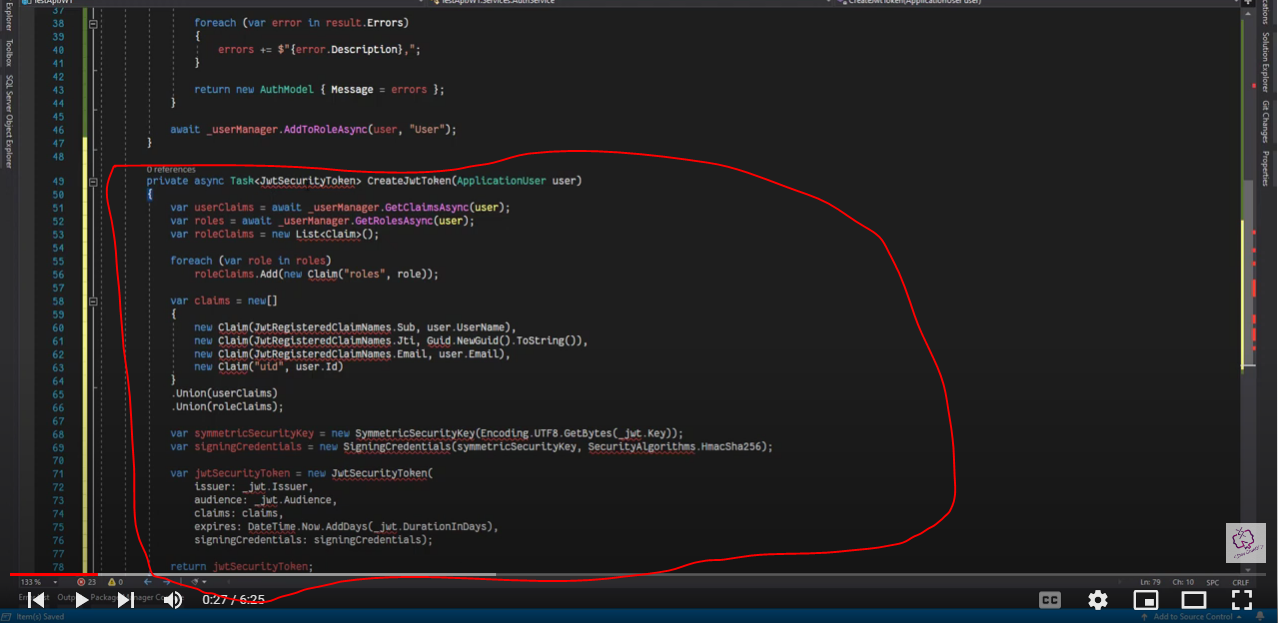 TestApoWT
TestApoWT.Services.AuthService
CreateJwtToken(ApplicationUser user)
Explorer
Toolbox
SQL Server Object Explorer
37
38 foreach (var error in result.Errors)
39 {
40 errors += $"{error.Description},";
41 }
42
43 return new AuthModel { Message = errors };
44 }
45
46 await _userManager.AddToRoleAsync(user, "User");
47 }
48
0 references
49 private async Task<JwtSecurityToken> CreateJwtToken(ApplicationUser user)
50 {
51 var userClaims = await _userManager.GetClaimsAsync(user);
52 var roles = await _userManager.GetRolesAsync(user);
53 var roleClaims = new List<Claim>();
54
55 foreach (var role in roles)
56 roleClaims.Add(new Claim("roles", role));
57
58 var claims = new[]
59 {
60 new Claim(JwtRegisteredClaimNames.Sub, user.UserName),
61 new Claim(JwtRegisteredClaimNames.Jti, Guid.NewGuid().ToString()),
62 new Claim(JwtRegisteredClaimNames.Email, user.Email),
63 new Claim("uid", user.Id)
64 }
65 .Union(userClaims)
66 .Union(roleClaims);
67
68 var symmetricSecurityKey = new SymmetricSecurityKey(Encoding.UTF8.GetBytes(_jwt.Key));
69 var signingCredentials = new SigningCredentials(symmetricSecurityKey, SecurityAlgorithms.HmacSha256);
70
71 var jwtSecurityToken = new JwtSecurityToken(
72 issuer: _jwt.Issuer,
73 audience: _jwt.Audience,
74 claims: claims,
75 expires: DateTime.Now.AddDays(_jwt.DurationInDays),
76 signingCredentials: signingCredentials);
77
78 return jwtSecurityToken;
Solution Explorer
Git Changes
Properties
133 % 23 0
Ln: 79 Ch: 10 SPC CRLF
0:27 / 6:25
CC
Item(s) Saved
Add to Source Control